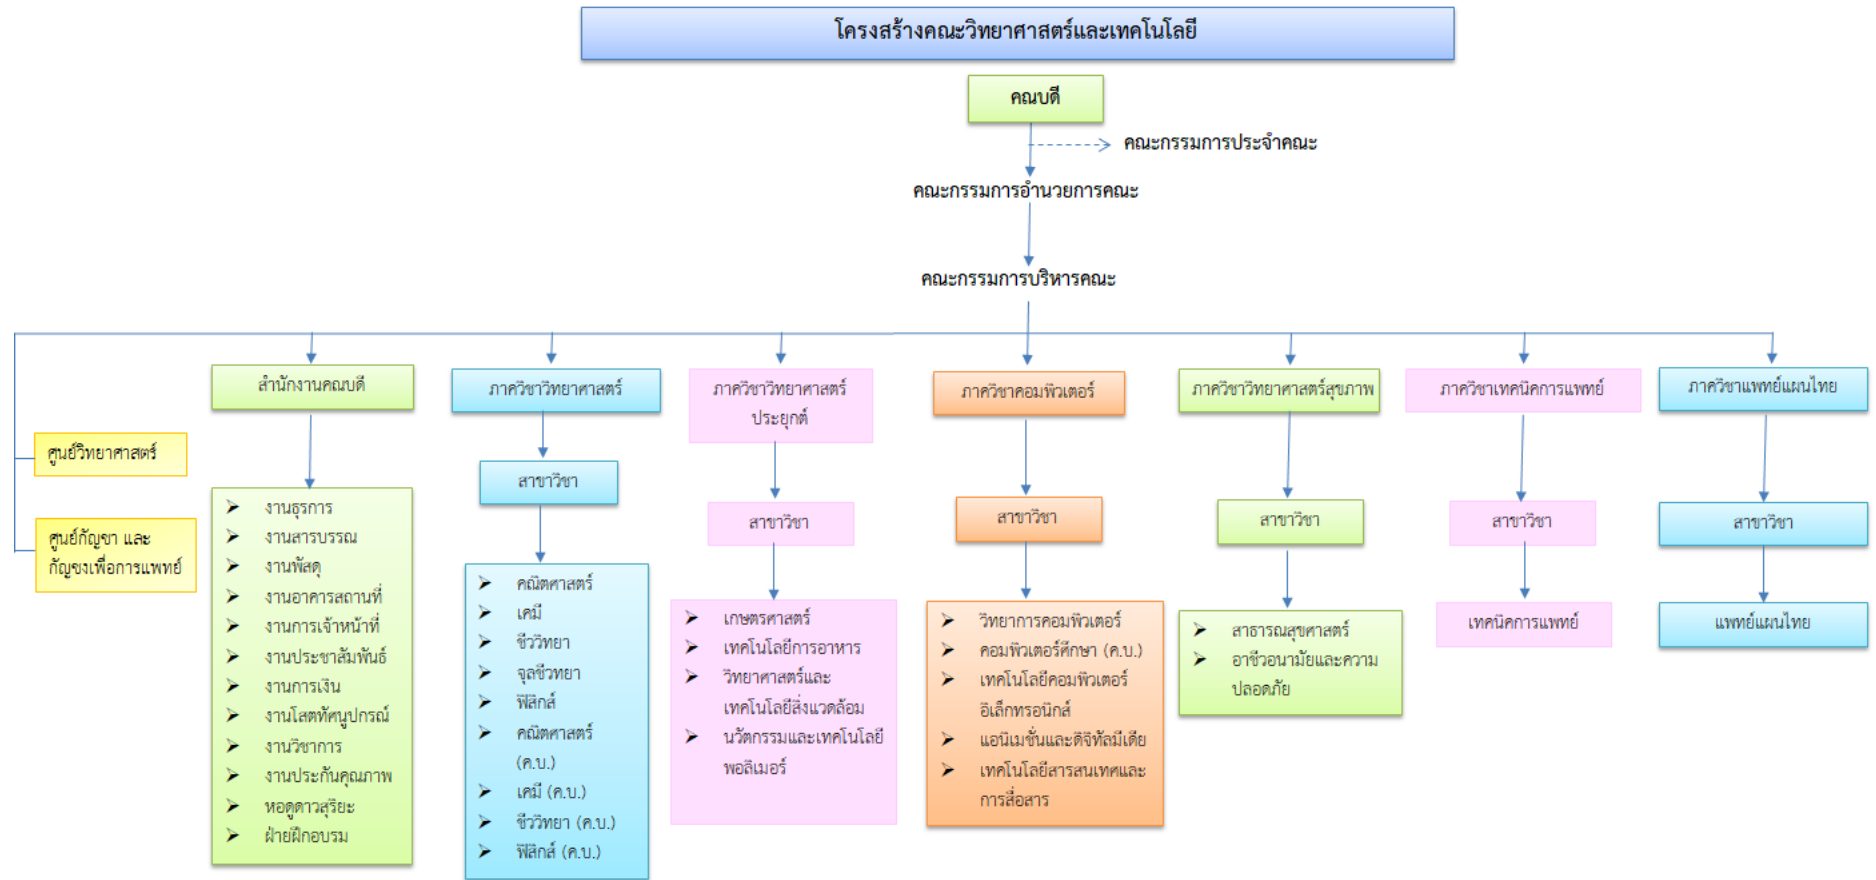 โครงสร้างคณะวิทยาศาสตร์และเทคโนโลยี
คณบดี
คณะกรรมการประจำคณะ
คณะกรรมการอำนวยการคณะ
คณะกรรมการบริหารคณะ
ศูนย์วิทยาศาสตร์
ศูนย์กัญชา และ
กัญชงเพื่อการแพทย์
สำนักงานคณบดี
งานธุรการ
งานสารบรรณ
งานพัสดุ
งานอาคารสถานที่
งานการเจ้าหน้าที่
งานประชาสัมพันธ์
งานการเงิน
งานโสตทัศนูปกรณ์
งานวิชาการ
งานประกันคุณภาพ
หอดูดาวสุริยะ
ฝ่ายฝึกอบรม
ภาควิชาวิทยาศาสตร์
สาขาวิชา
คณิตศาสตร์
เคมี
ชีววิทยา
จุลชีวทยา
ฟิสิกส์
คณิตศาสตร์
(ค.บ.)
เคมี (ค.บ.)
ชีววิทยา (ค.บ.)
ฟิสิกส์ (ค.บ.)
ภาควิชาวิทยาศาสตร์
ประยุกต์
สาขาวิชา
เกษตรศาสตร์
เทคโนโลยีการอาหาร
วิทยาศาสตร์และ
เทคโนโลยีสิ่งแวดล้อม
นวัตกรรมและเทคโนโลยี
พอลิเมอร์
ภาควิชาคอมพิวเตอร์
สาขาวิชา
วิทยาการคอมพิวเตอร์
คอมพิวเตอร์ศึกษา (ค.บ.)
เทคโนโลยีคอมพิวเตอร์
อิเล็กทรอนิกส์
แอนิเมชั่นและดิจิทัลมีเดีย
เทคโนโลยีสารสนเทศและ
การสื่อสาร
ภาควิชาวิทยาศาสตร์สุขภาพ
สาขาวิชา
สาธารณสุขศาสตร์
อาชีวอนามัยและความ
ปลอดภัย
ภาควิชาเทคนิคการแพทย์
สาขาวิชา
เทคนิคการแพทย์
ภาควิชาแพทย์แผนไทย
สาขาวิชา
แพทย์แผนไทย